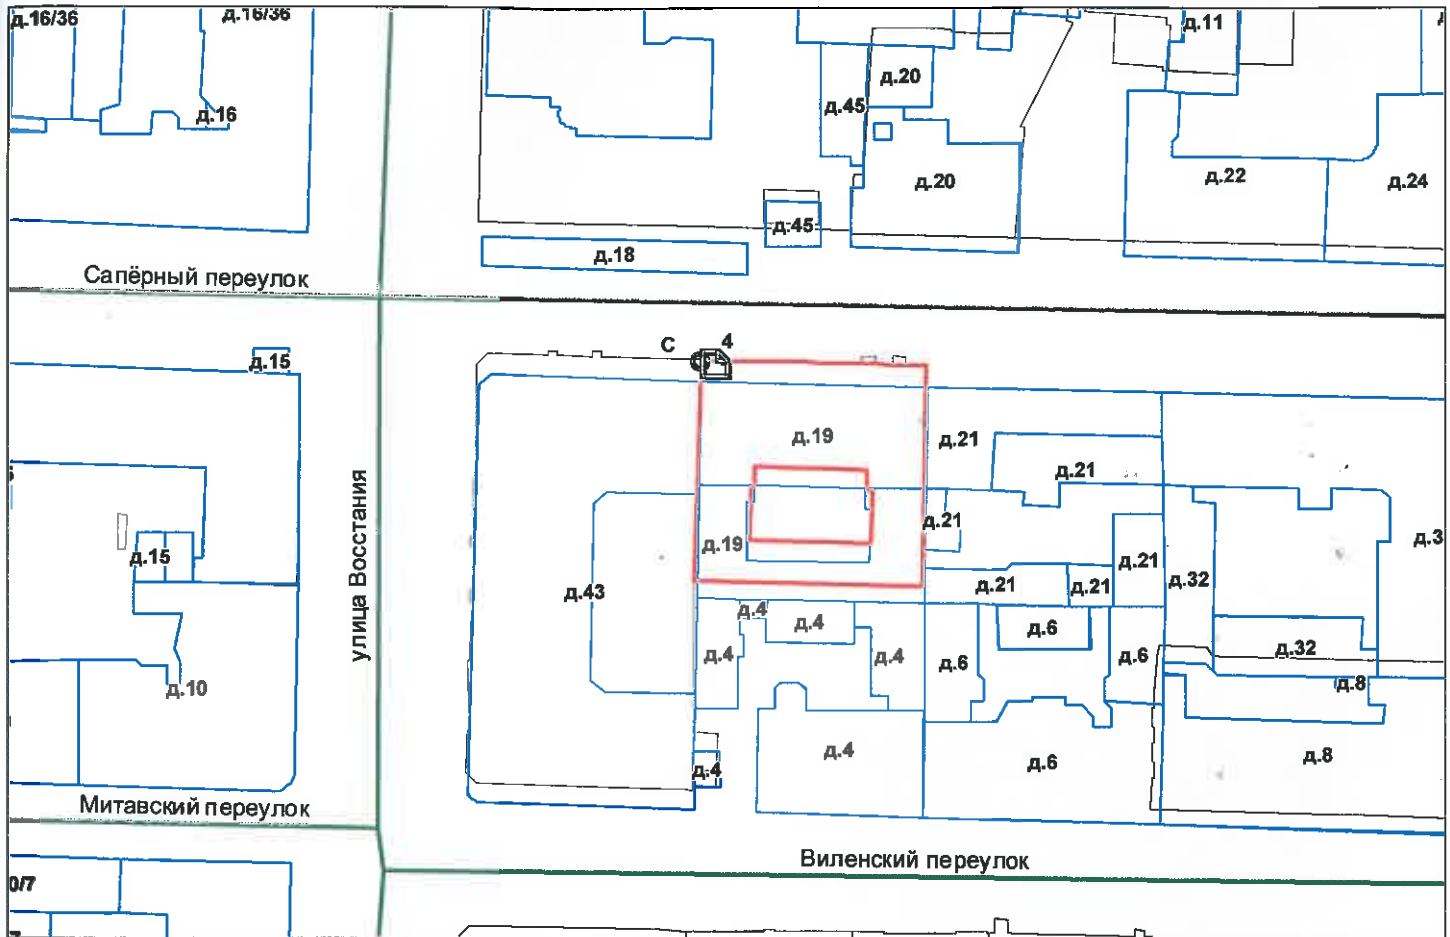 д.16/36
д.16/36
д.11
д.20
д.45
д.16
д.20
д.22
д.24
д.45
д.18
Сапёрный переулок
С
4
д.15
д.19
д.21
д.21
улица Восстания
д.21
д.3
д.19
д.15
д.21
д.32
д.43
д.21
д.21
д.4
д.4
д.6
д.32
д.4
д.4
д.6
д.6
д.10
д.8
д.4
д.8
д.4
д.6
Митавский переулок
Виленский переулок
0/7